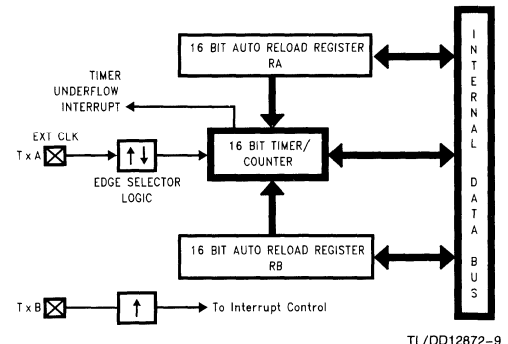 16 BIT AUTO RELOAD REGISTER
RA
TIMER
UNDERFLOW
INTERRUPT
EXT CLK
TxA
EDGE SELECTOR
LOGIC
16 BIT TIMER/
COUNTER
16 BIT AUTO RELOAD REGISTER
RB
TxB
To Interrupt Control
INTERNAL DATA BUS
TL/DD12872-9